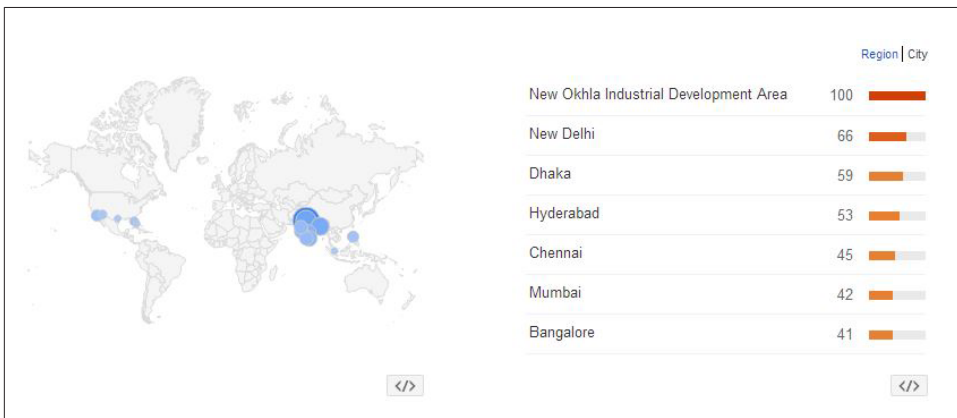 Region | City
New Okhla Industrial Development Area 100
New Delhi 66
Dhaka 59
Hyderabad 53
Chennai 45
Mumbai 42
Bangalore 41
</> </>